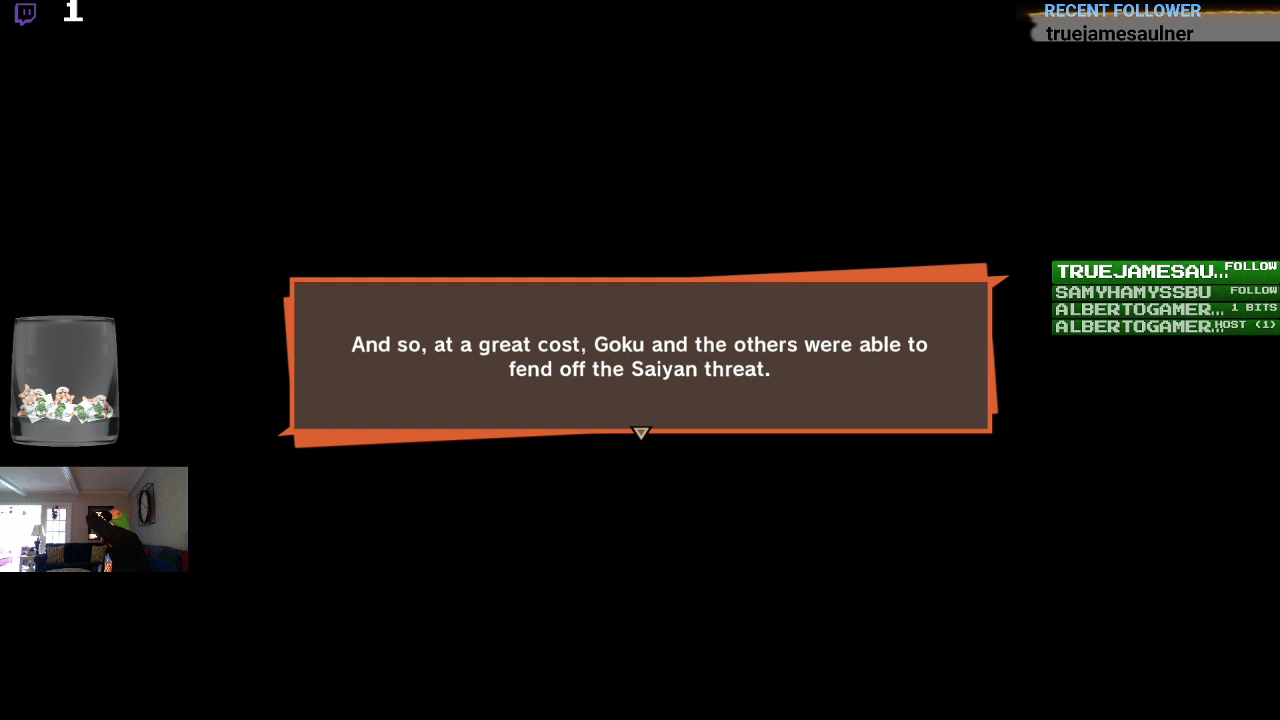 1
RECENT FOLLOWER
truejamesaulner
And so, at a great cost, Goku and the others were able to
fend off the Saiyan threat.
TRUEJAMESAU... FOLLOW
SAMYHAMYSSBU FOLLOW
ALBERTOGAMER... 1 BITS
ALBERTOGAMER... HOST (1)